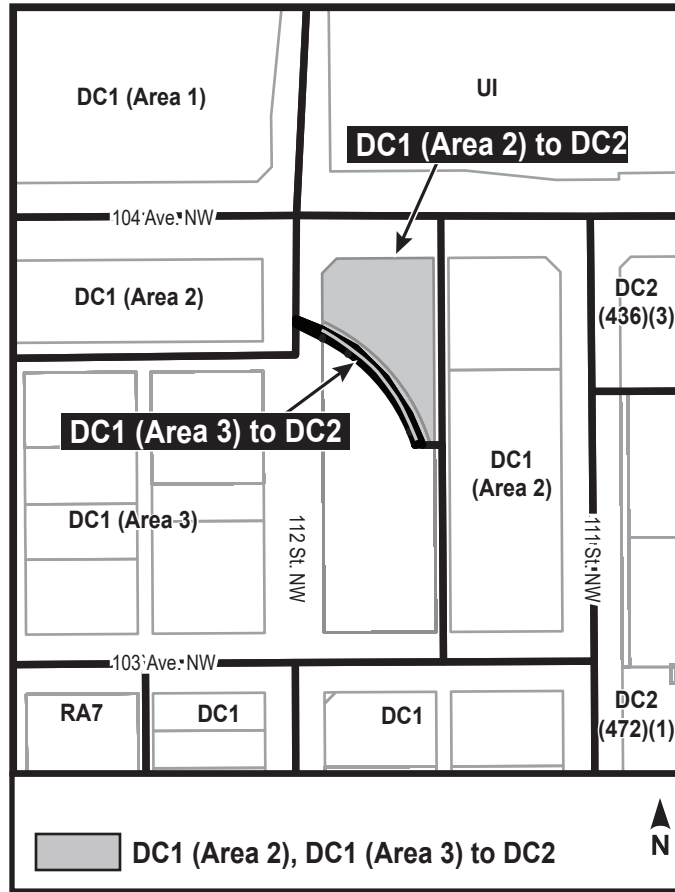 DC1 (Area 1)
UI
DC1 (Area 2) to DC2
104 Ave. NW
DC1 (Area 2)
DC2
(436)(3)
DC1 (Area 3) to DC2
DC1
(Area 2)
DC1 (Area 3)
112 St. NW
111 St. NW
103 Ave. NW
RA7
DC1
DC1
DC2
(472)(1)
DC1 (Area 2), DC1 (Area 3) to DC2
N